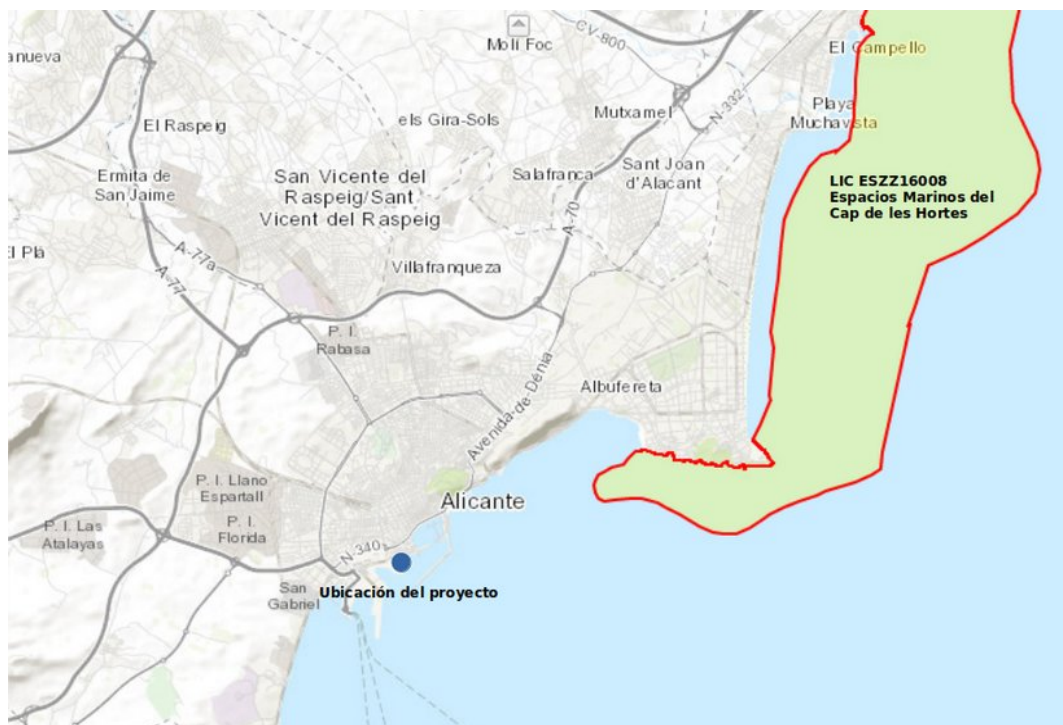 CV-800
Molí Foc
El Campello
anueva
Playa
Muchavista
Mutxamel
N-332
els Gira-Sols
El Raspeig
Ermita de
San Jaime
San Vicente del
Raspeig/Sant
Vicent del Raspeig
Salafranca
Sant Joan
d'Alacant
LIC ESZZ16008
Espacios Marinos del
Cap de les Hortes
A-70
El Plà
A-77a
A-77
Villafranqueza
P. I.
Rabasa
Avenida-de-Dénia
Albufereta
P. I. Llano
Espartall
Alicante
P. I. Las
Atalayas
P. I.
Florida
N-340
San
Gabriel
Ubicación del proyecto